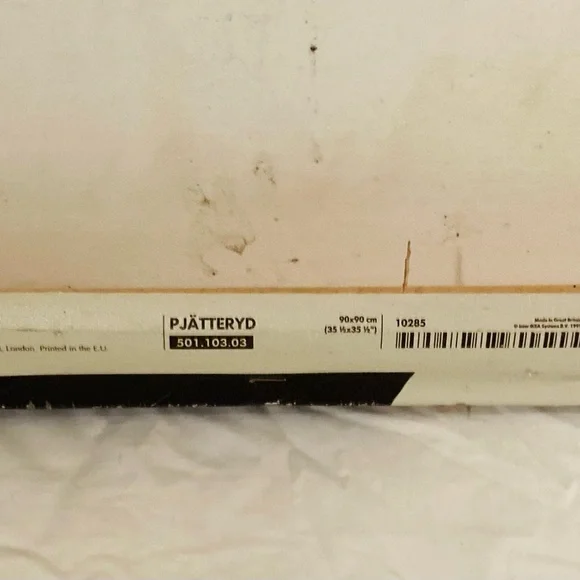 , London. Printed in the E.U.
PJÄTTERYD
501.103.03
90x90 cm
(35 ½x35 ½")
10285
Made in Great Britain
© Inter IKEA Systems B.V. 199